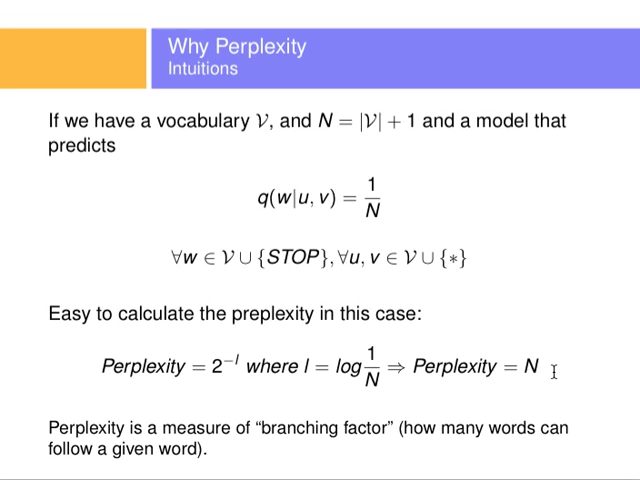 Why Perplexity
Intuitions
If we have a vocabulary 𝒱, and N = |𝒱| + 1 and a model that
predicts
q(w|u, v) = 1/N
∀w ∈ 𝒱 ∪ {STOP}, ∀u, v ∈ 𝒱 ∪ {∗}
Easy to calculate the preplexity in this case:
Perplexity = 2^−l where l = log 1/N ⇒ Perplexity = N
Perplexity is a measure of “branching factor” (how many words can
follow a given word).